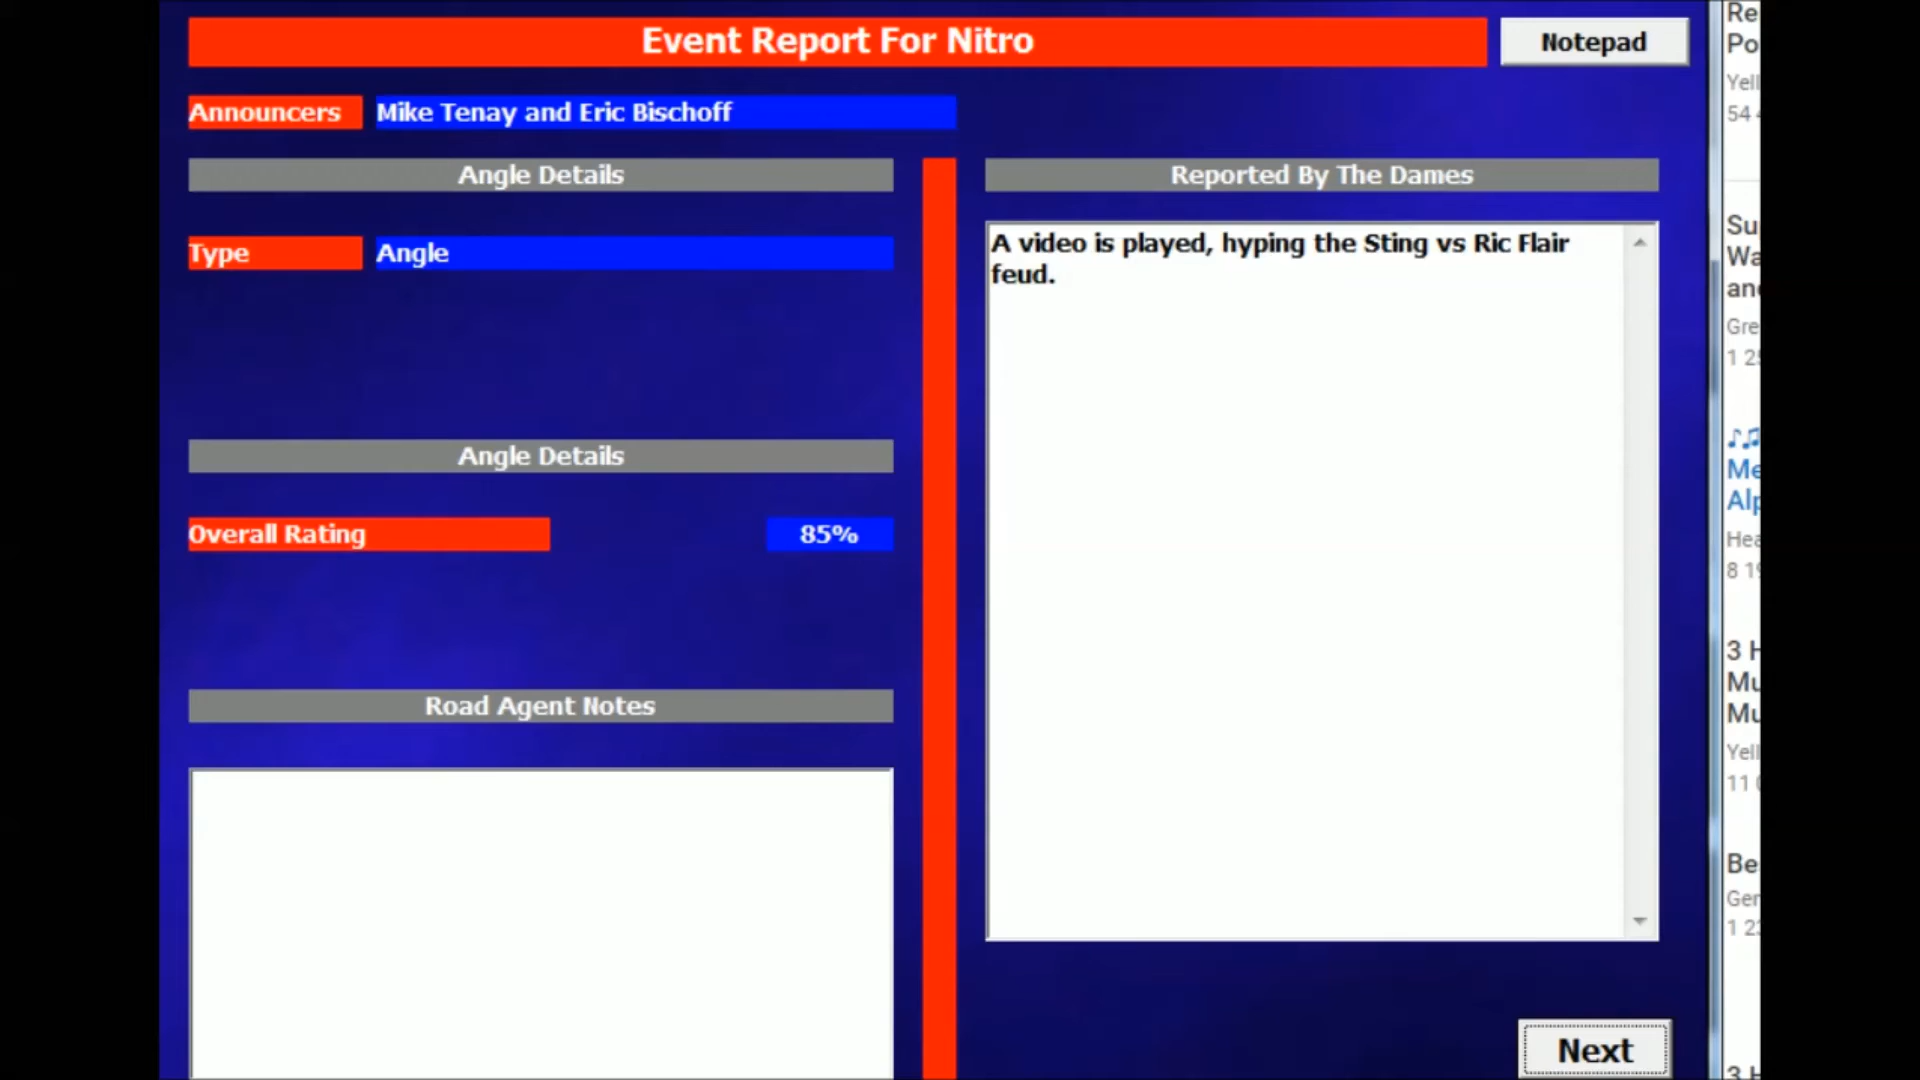 Event Report For Nitro
Notepad
Announcers
Mike Tenay and Eric Bischoff
Angle Details
Type
Angle
Angle Details
Overall Rating
85%
Road Agent Notes
Reported By The Dames
A video is played, hyping the Sting vs Ric Flair
feud.
Next